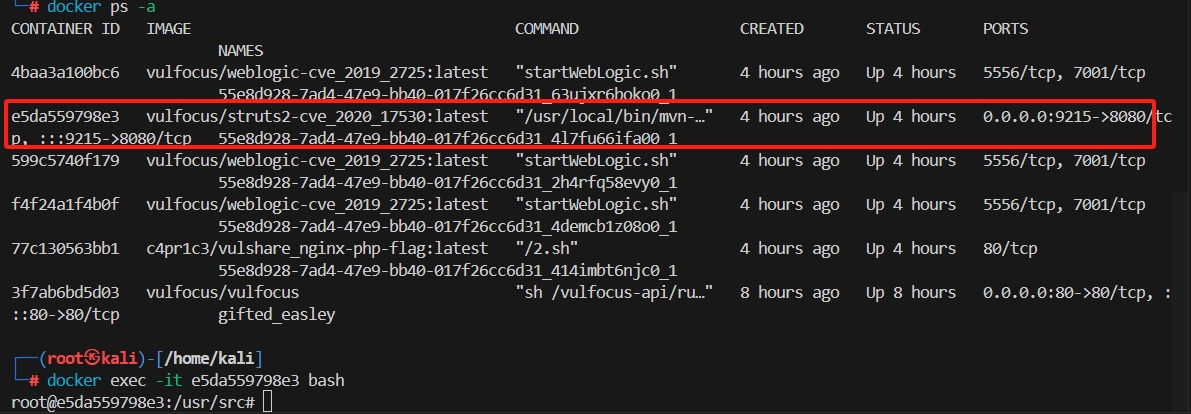 └─# docker ps -a
CONTAINER ID   IMAGE                                    COMMAND                  CREATED       STATUS       PORTS
NAMES
4baa3a100bc6   vulfocus/weblogic-cve_2019_2725:latest   "startWebLogic.sh"       4 hours ago   Up 4 hours   5556/tcp, 7001/tcp
55e8d928-7ad4-47e9-bb40-017f26cc6d31_63ujxr6boko0_1
e5da559798e3   vulfocus/struts2-cve_2020_17530:latest   "/usr/local/bin/mvn-…"   4 hours ago   Up 4 hours   0.0.0.0:9215->8080/tc
p, :::9215->8080/tcp   55e8d928-7ad4-47e9-bb40-017f26cc6d31_4l7fu66ifa00_1
599c5740f179   vulfocus/weblogic-cve_2019_2725:latest   "startWebLogic.sh"       4 hours ago   Up 4 hours   5556/tcp, 7001/tcp
55e8d928-7ad4-47e9-bb40-017f26cc6d31_2h4rfq58evy0_1
f4f24a1f4b0f   vulfocus/weblogic-cve_2019_2725:latest   "startWebLogic.sh"       4 hours ago   Up 4 hours   5556/tcp, 7001/tcp
55e8d928-7ad4-47e9-bb40-017f26cc6d31_4demcb1z08o0_1
77c130563bb1   c4pr1c3/vulshare_nginx-php-flag:latest   "/2.sh"                  4 hours ago   Up 4 hours   80/tcp
55e8d928-7ad4-47e9-bb40-017f26cc6d31_414imbt6njc0_1
3f7ab6bd5d03   vulfocus/vulfocus                        "sh /vulfocus-api/ru…"   8 hours ago   Up 8 hours   0.0.0.0:80->80/tcp, :
::80->80/tcp           gifted_easley
┌──(root㉿kali)-[/home/kali]
└─# docker exec -it e5da559798e3 bash
root@e5da559798e3:/usr/src#